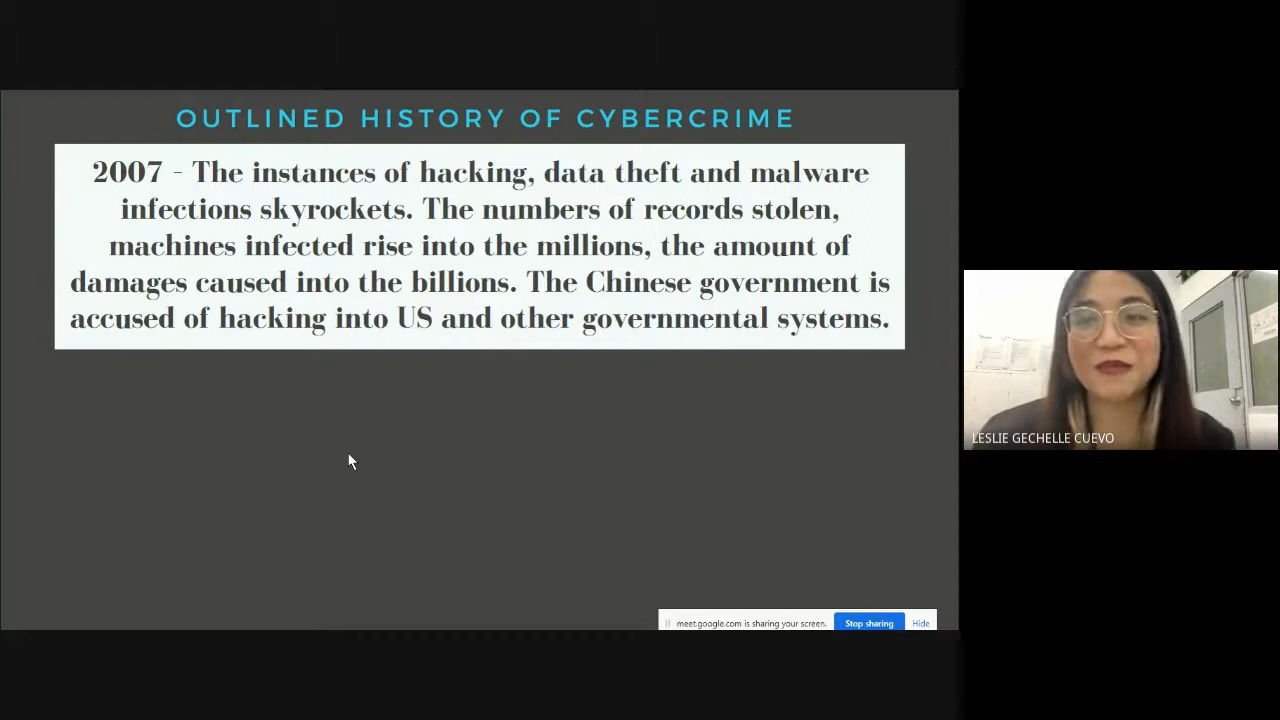 OUTLINED HISTORY OF CYBERCRIME
2007 - The instances of hacking, data theft and malware
infections skyrockets. The numbers of records stolen,
machines infected rise into the millions, the amount of
damages caused into the billions. The Chinese government is
accused of hacking into US and other governmental systems.
LESLIE GECHELLE CUEVO
meet.google.com is sharing your screen.
Stop sharing
Hide